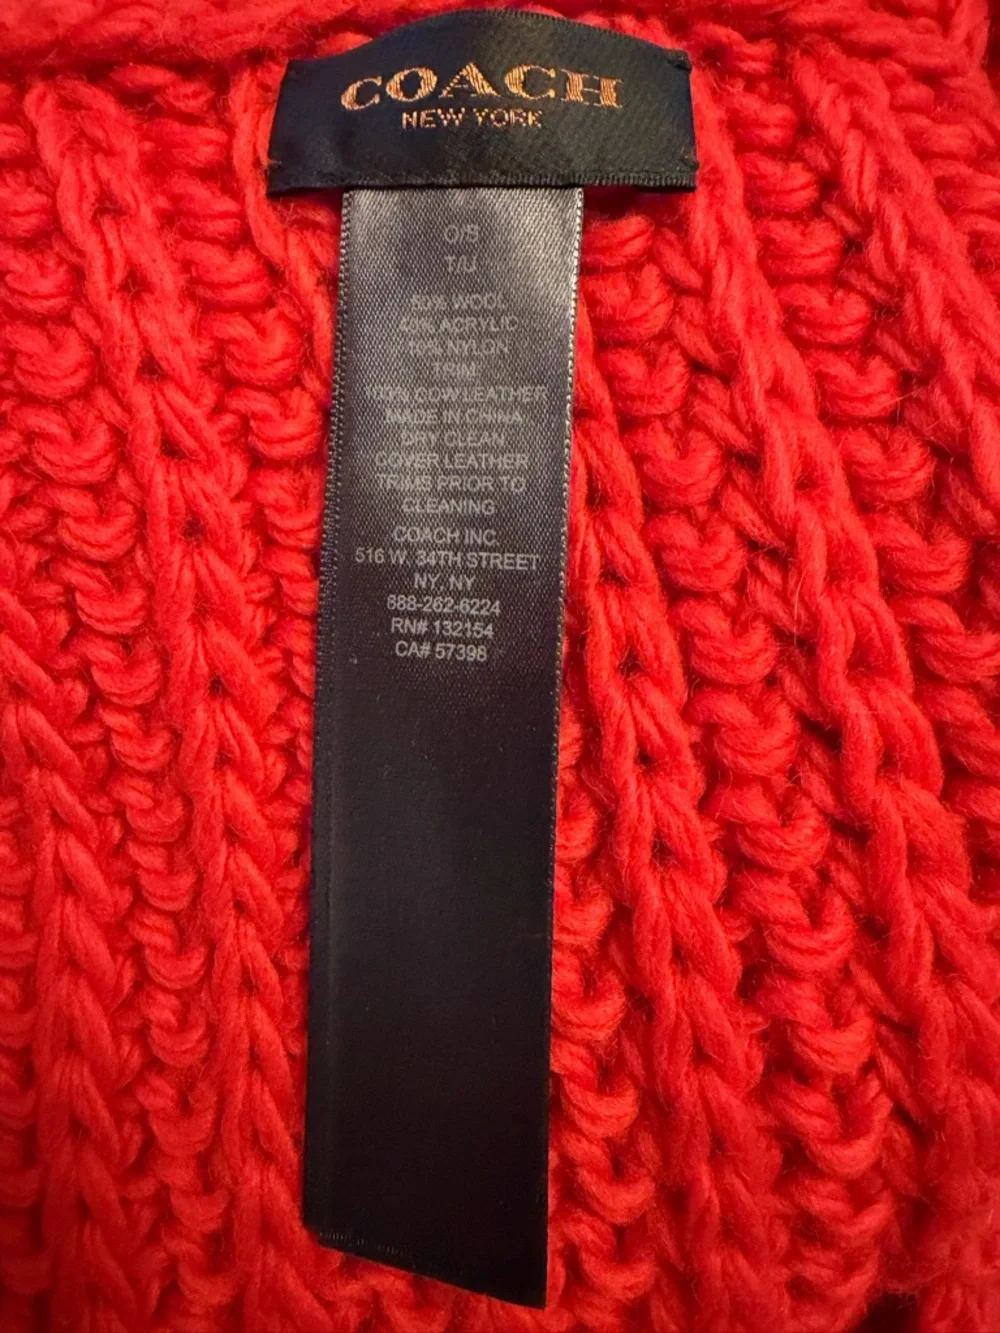 COACH
NEW YORK
O/S
T/U
50% WOOL
40% ACRYLIC
10% NYLON
TRIM
100% COW LEATHER
MADE IN CHINA
DRY CLEAN
COVER LEATHER
TRIMS PRIOR TO
CLEANING
COACH INC
516 W. 34TH STREET
NY, NY
888-262-6224
RN# 132154
CA# 57398